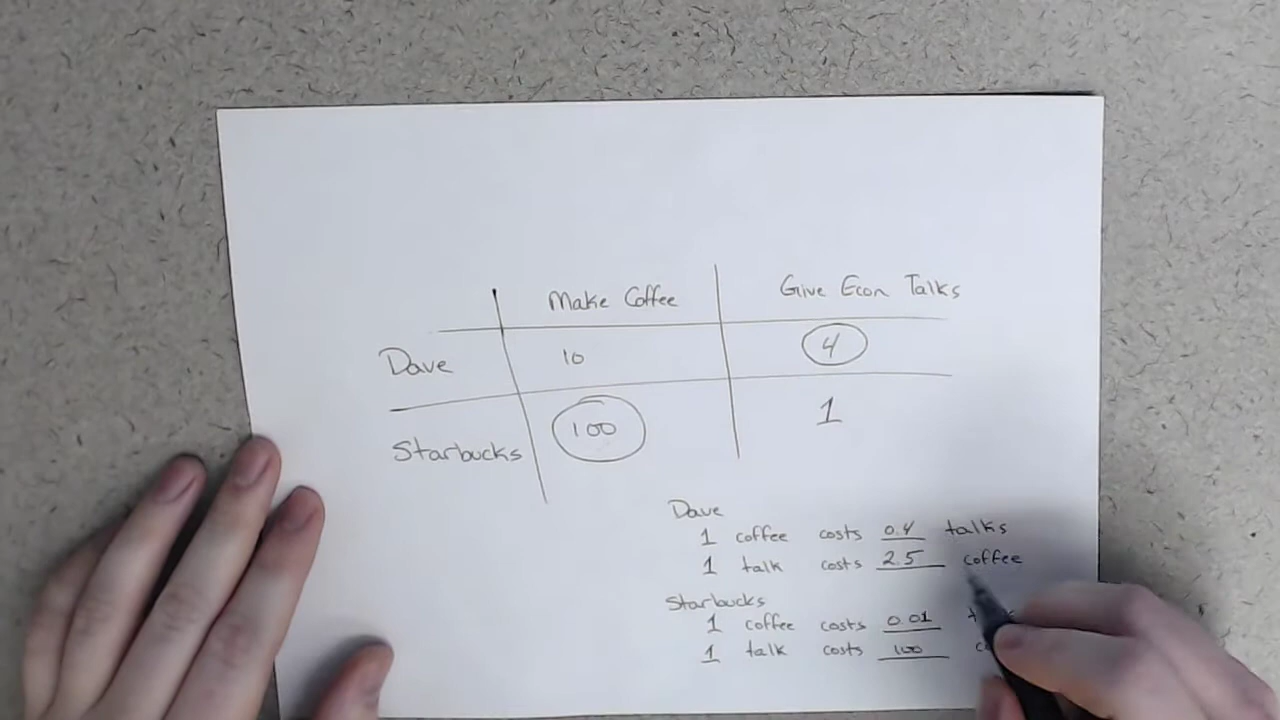 Make Coffee Give Econ Talks
Dave 10 4
Starbucks 100 1
Dave
1 coffee costs 0.4 talks
1 talk costs 2.5 coffee
Starbucks
1 coffee costs 0.01
1 talk costs 100